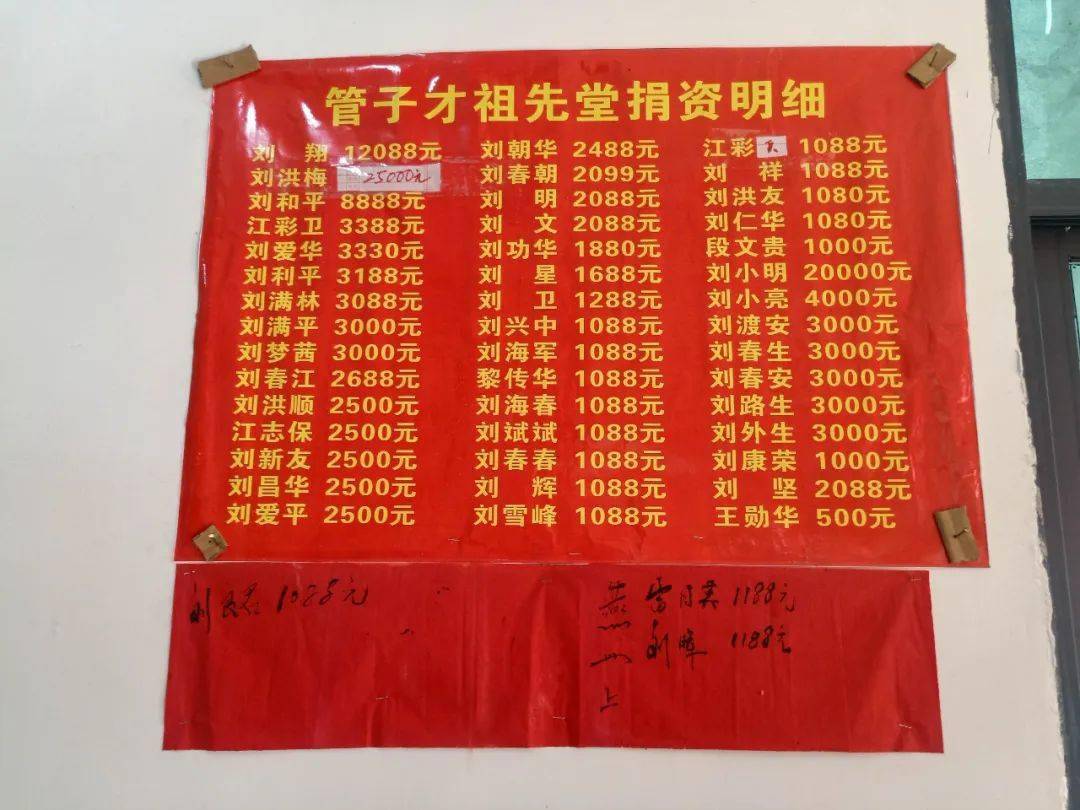 管子才祖先堂捐资明细
刘翔 12088元 刘朝华 2488元 江彩 1088元
刘洪梅 25000元 刘春朝 2099元 刘祥 1088元
刘和平 8888元 刘明 2088元 刘洪友 1080元
江彩卫 3388元 刘文 2088元 刘仁华 1080元
刘爱华 3330元 刘功华 1880元 段文贵 1000元
刘利平 3188元 刘星 1688元 刘小明 20000元
刘满林 3088元 刘卫 1288元 刘小亮 4000元
刘满平 3000元 刘兴中 1088元 刘渡安 3000元
刘梦茜 3000元 刘海军 1088元 刘春生 3000元
刘春江 2688元 黎传华 1088元 刘春安 3000元
刘洪顺 2500元 刘海春 1088元 刘路生 3000元
江志保 2500元 刘斌斌 1088元 刘外生 3000元
刘新友 2500元 刘春春 1088元 刘康荣 1000元
刘昌华 2500元 刘辉 1088元 刘坚 2088元
刘爱平 2500元 刘雪峰 1088元 王勋华 500元
刘 1088元 1188元
刘晖 1188元
上